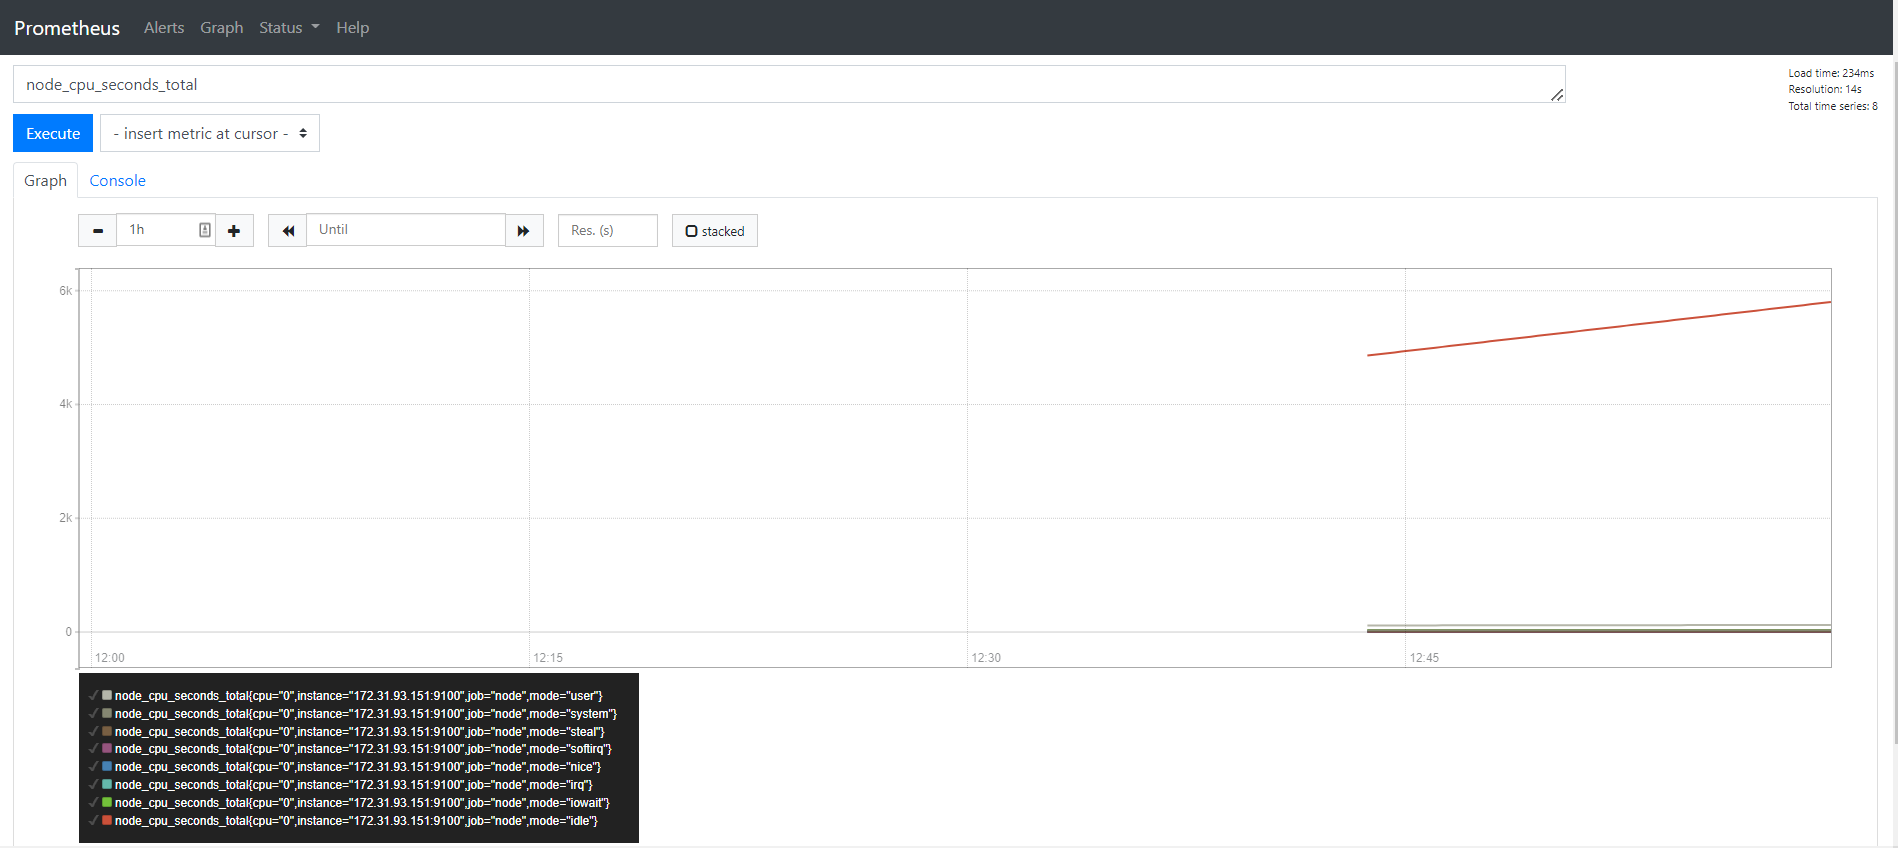 Prometheus Alerts Graph Status Help
node_cpu_seconds_total
Load time: 234ms
Resolution: 14s
Total time series: 8
Execute - insert metric at cursor -
Graph Console
1h Until Res. (s) stacked
6k
4k
2k
0
12:00 12:15 12:30 12:45
node_cpu_seconds_total{cpu="0",instance="172.31.93.151:9100",job="node",mode="user"}
node_cpu_seconds_total{cpu="0",instance="172.31.93.151:9100",job="node",mode="system"}
node_cpu_seconds_total{cpu="0",instance="172.31.93.151:9100",job="node",mode="steal"}
node_cpu_seconds_total{cpu="0",instance="172.31.93.151:9100",job="node",mode="softirq"}
node_cpu_seconds_total{cpu="0",instance="172.31.93.151:9100",job="node",mode="nice"}
node_cpu_seconds_total{cpu="0",instance="172.31.93.151:9100",job="node",mode="irq"}
node_cpu_seconds_total{cpu="0",instance="172.31.93.151:9100",job="node",mode="iowait"}
node_cpu_seconds_total{cpu="0",instance="172.31.93.151:9100",job="node",mode="idle"}